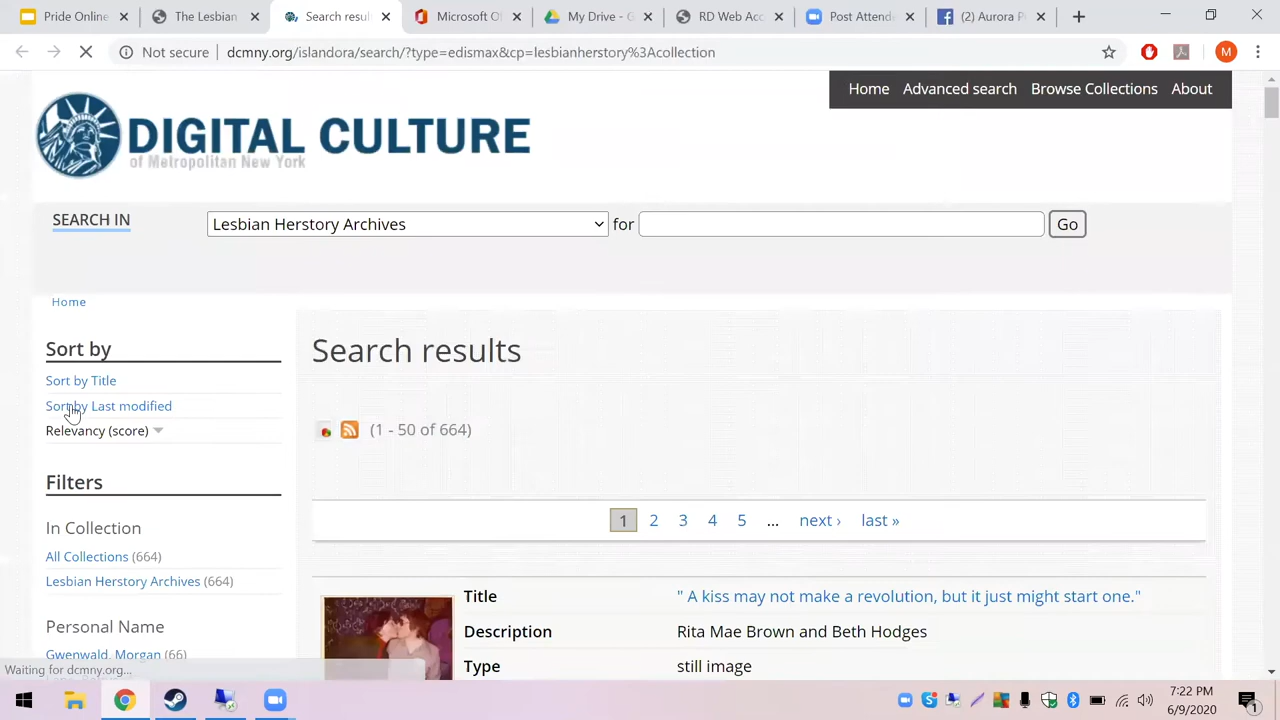 Pride Online
The Lesbian
Search resul
Microsoft Of
My Drive - G
RD Web Acc
Post Attende
(2) Aurora P
Not secure
dcmny.org/islandora/search/?type=edismax&cp=lesbianherstory%3Acollection
M
Home
Advanced search
Browse Collections
About
DIGITAL CULTURE
of Metropolitan New York
SEARCH IN
Lesbian Herstory Archives
for
Go
Home
Sort by
Sort by Title
Sort by Last modified
Relevancy (score)
Filters
In Collection
All Collections (664)
Lesbian Herstory Archives (664)
Personal Name
Gwenwald, Morgan (66)
Search results
(1 - 50 of 664)
1 2 3 4 5 ... next › last »
Title " A kiss may not make a revolution, but it just might start one."
Description Rita Mae Brown and Beth Hodges
Type still image
Waiting for dcmny.org...
7:22 PM
6/9/2020
1